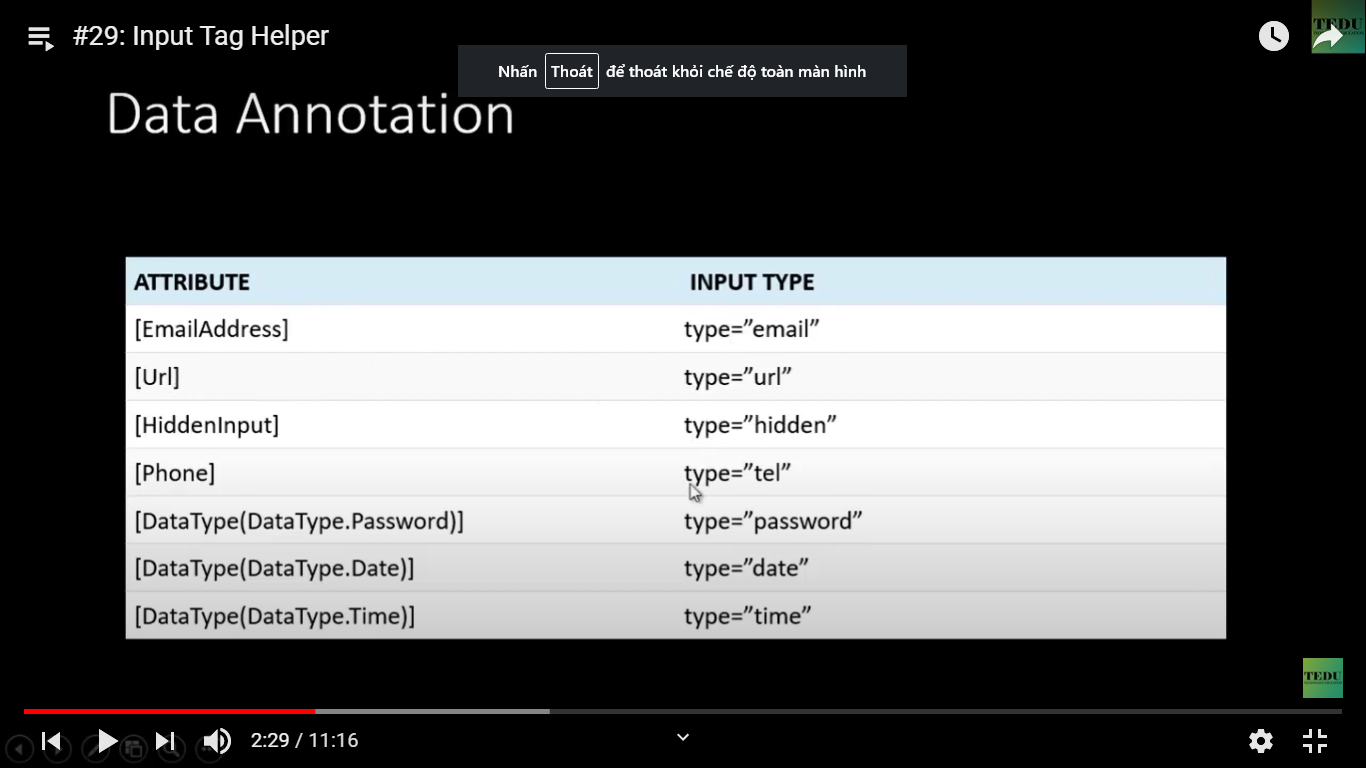 #29: Input Tag Helper
TEDU
Nhấn Thoát để thoát khỏi chế độ toàn màn hình
Data Annotation
ATTRIBUTE INPUT TYPE
[EmailAddress] type=”email”
[Url] type=”url”
[HiddenInput] type=”hidden”
[Phone] type=”tel”
[DataType(DataType.Password)] type=”password”
[DataType(DataType.Date)] type=”date”
[DataType(DataType.Time)] type=”time”
TEDU
2:29 / 11:16